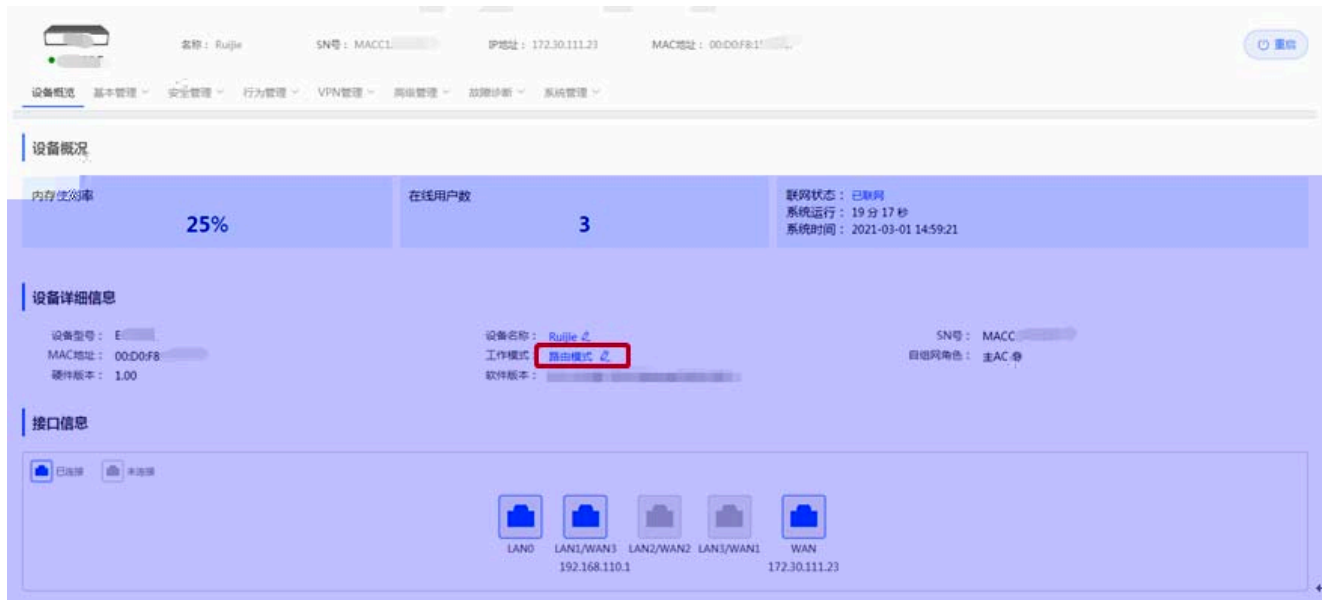 名称： Ruijie SN号： MACC1 IP地址： 172.30.111.23 MAC地址： 00:D0:F8:1 重启
设备概览 基本管理 安全管理 行为管理 VPN管理 高级管理 故障诊断 系统管理
设备概况
内存使用率 在线用户数 联网状态： 已联网
25% 3 系统运行： 19 分 17 秒
系统时间： 2021-03-01 14:59:21
设备详细信息
设备型号： E 设备名称： Ruijie SN号： MACC
MAC地址： 00:D0:F8 工作模式： 路由模式 自组网角色： 主AC
硬件版本： 1.00 软件版本：
接口信息
已连接 未连接
LAN0 LAN1/WAN3 LAN2/WAN2 LAN3/WAN1 WAN
192.168.110.1 172.30.111.23